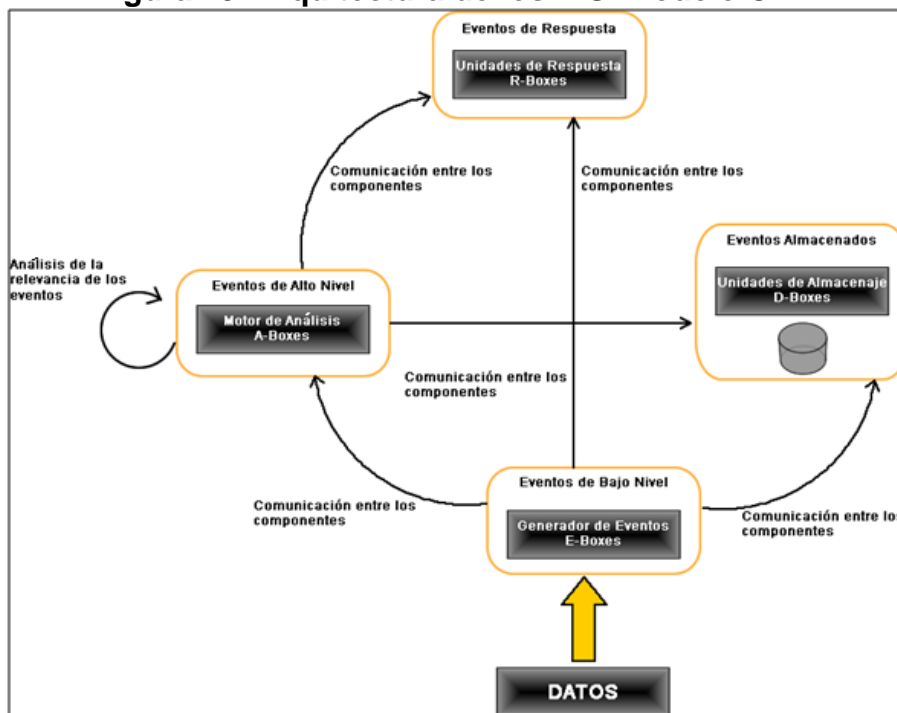 Eventos de Respuesta
Unidades de Respuesta
R-Boxes
Comunicación entre los
componentes
Comunicación entre los
componentes
Eventos Almacenados
Unidades de Almacenaje
D-Boxes
Análisis de la
relevancia de los
eventos
Eventos de Alto Nivel
Motor de Análisis
A-Boxes
Comunicación entre los
componentes
Eventos de Bajo Nivel
Generador de Eventos
E-Boxes
Comunicación entre los
componentes
Comunicación entre los
componentes
DATOS